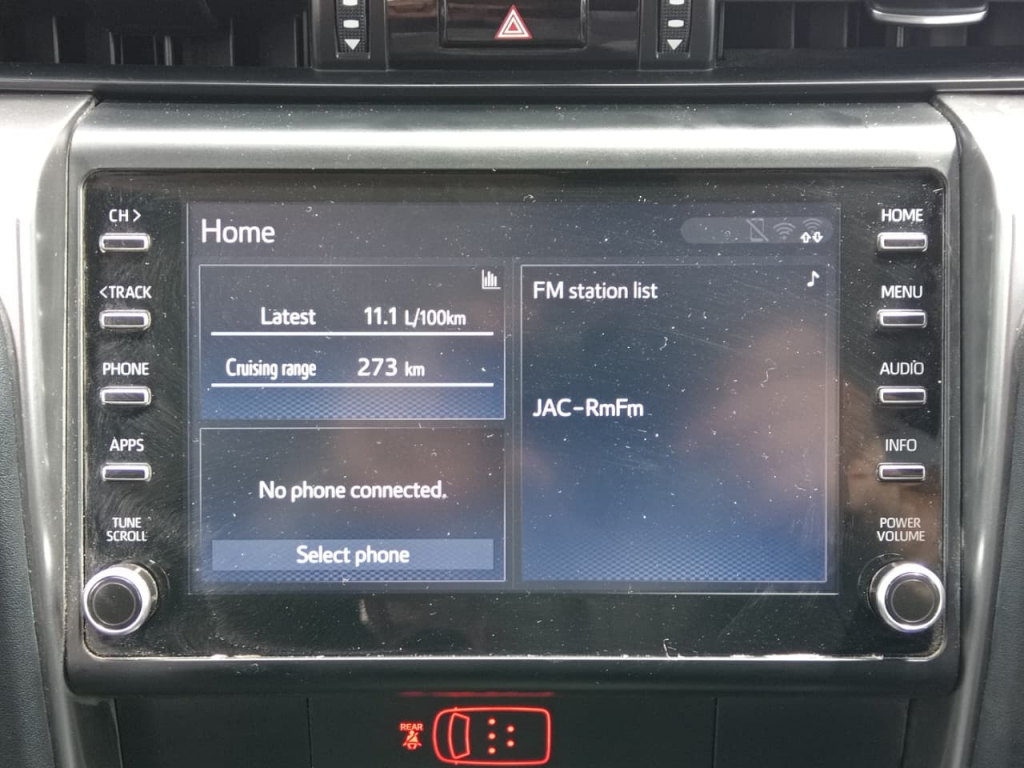 CH >
<TRACK
PHONE
APPS
TUNE
SCROLL
Home
Latest 11.1 L/100km
Cruising range 273 km
No phone connected.
Select phone
FM station list
JAC-RmFm
HOME
MENU
AUDIO
INFO
POWER
VOLUME
REAR